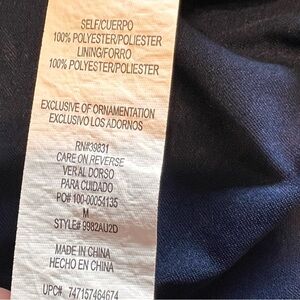 SELF/CUERPO
100% POLYESTER/POLIESTER
LINING/FORRO
100% POLYESTER/POLIESTER
EXCLUSIVE OF ORNAMENTATION
EXCLUSIVO LOS ADORNOS
RN#39831
CARE ON REVERSE
VER AL DORSO
PARA CUIDADO
PO# 100-00054135
M
STYLE# 9982AU2D
MADE IN CHINA
HECHO EN CHINA
UPC# 747157464674